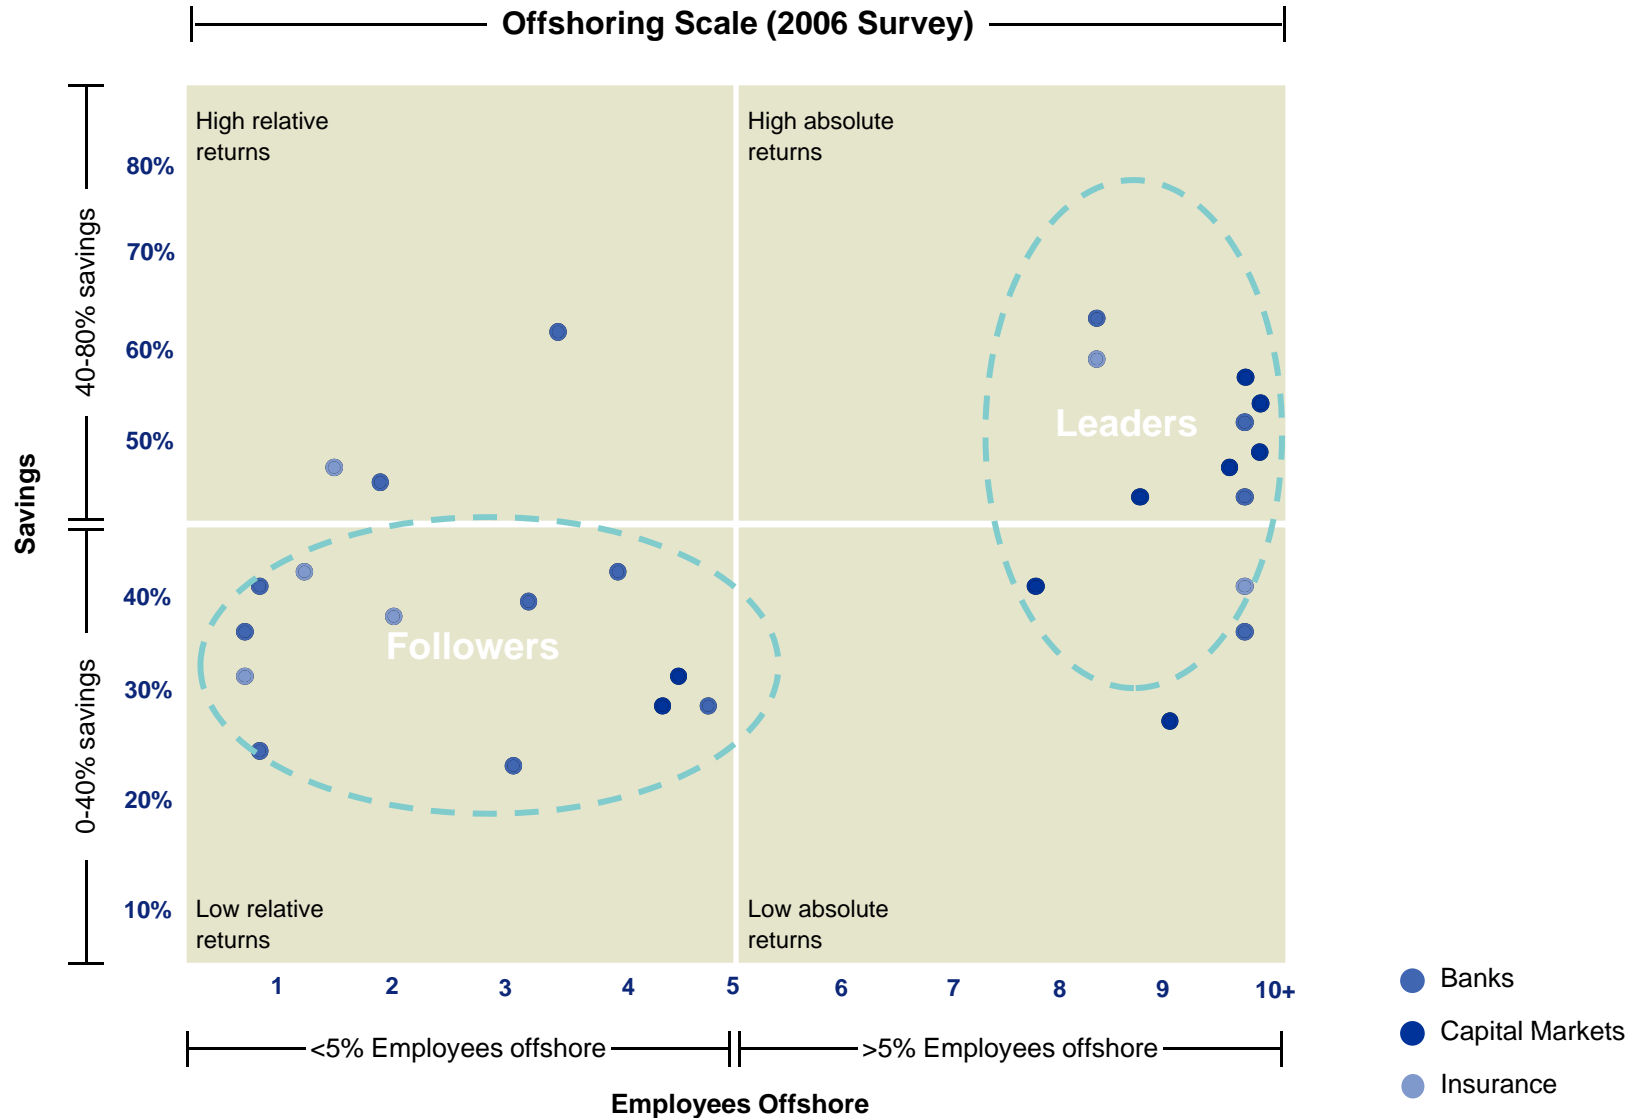 Offshoring Scale (2006 Survey)
High relative
returns
High absolute
returns
80%
70%
60%
50%
40%
30%
20%
10%
40-80% savings
0-40% savings
Savings
Leaders
Followers
Low relative
returns
Low absolute
returns
1 2 3 4 5 6 7 8 9 10+
<5% Employees offshore >5% Employees offshore
Employees Offshore
Banks
Capital Markets
Insurance